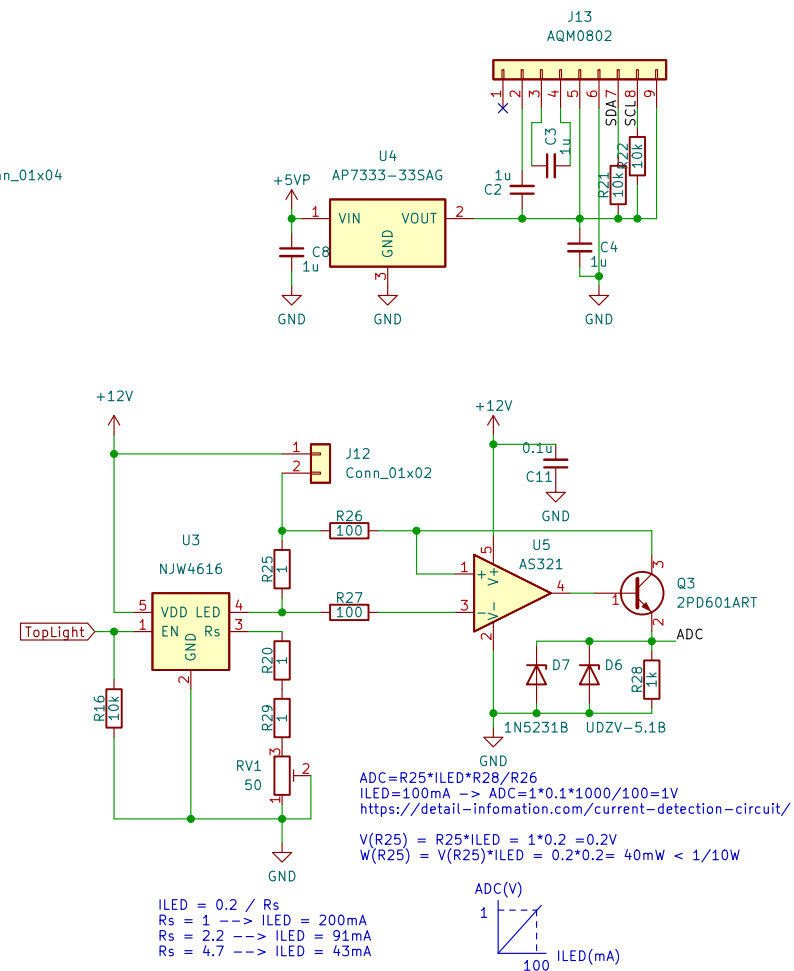 J13
AQM0802
1
2
3
4
5
6
7
8
9
SDA
SCL
C3
1u
R22
10k
R21
10k
1u
C2
nn_01x04
U4
AP7333-33SAG
+5VP
1
VIN
VOUT
2
GND
3
C8
1u
C4
1u
GND
GND
GND
+12V
+12V
1
2
J12
Conn_01x02
0.1u
C11
GND
R26
100
U3
NJW4616
R25
1
U5
AS321
5
V+
1
+
3
-
V-
2
4
1
3
2
Q3
2PD601ART
5
VDD
LED
4
1
EN
Rs
3
GND
2
R27
100
TopLight
ADC
R20
1
R16
10k
R29
1
D7
D6
R28
1k
1N5231B
UDZV-5.1B
GND
RV1
50
3
2
1
GND
ADC=R25*ILED*R28/R26
ILED=100mA -> ADC=1*0.1*1000/100=1V
https://detail-infomation.com/current-detection-circuit/
V(R25) = R25*ILED = 1*0.2 =0.2V
W(R25) = V(R25)*ILED = 0.2*0.2= 40mW < 1/10W
ILED = 0.2 / Rs
Rs = 1 --> ILED = 200mA
Rs = 2.2 --> ILED = 91mA
Rs = 4.7 --> ILED = 43mA
ADC(V)
1
100
ILED(mA)